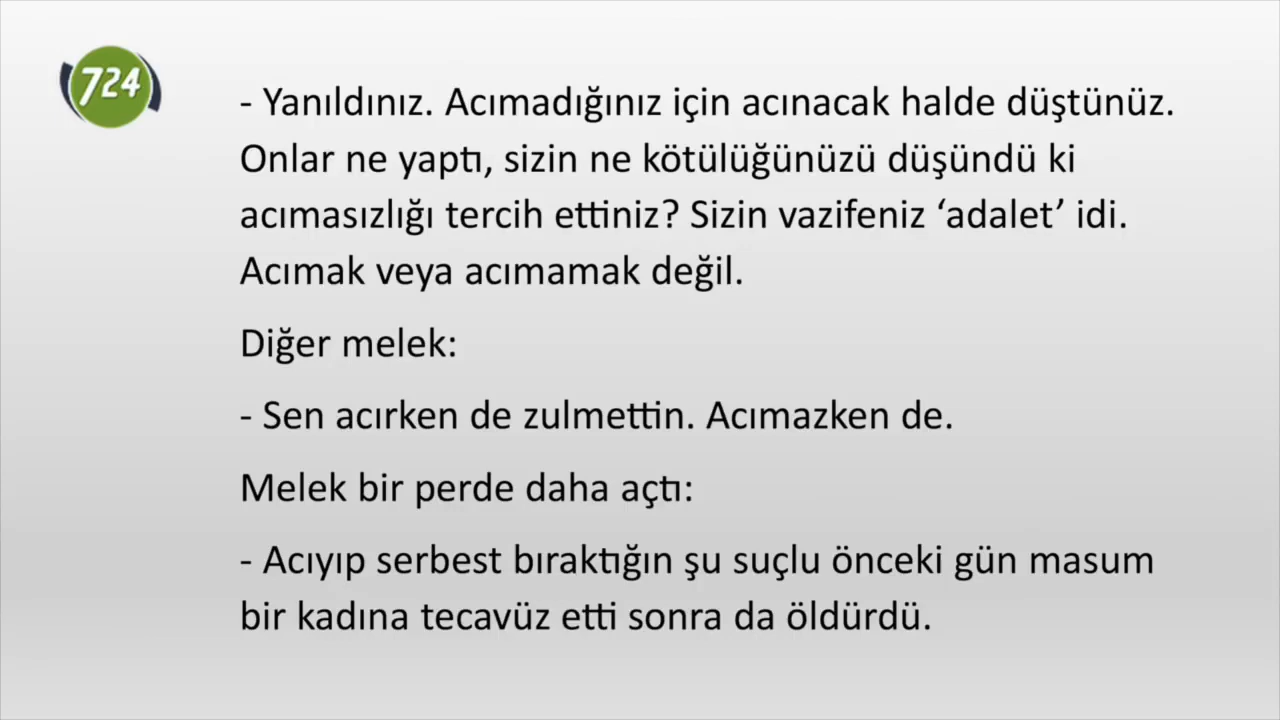 724
- Yanıldınız. Acımadığınız için acınacak halde düştünüz.
Onlar ne yaptı, sizin ne kötülüğünüzü düşündü ki
acımasızlığı tercih ettiniz? Sizin vazifeniz ‘adalet’ idi.
Acımak veya acımamak değil.
Diğer melek:
- Sen acırken de zulmettin. Acımazken de.
Melek bir perde daha açtı:
- Acıyıp serbest bıraktığın şu suçlu önceki gün masum
bir kadına tecavüz etti sonra da öldürdü.